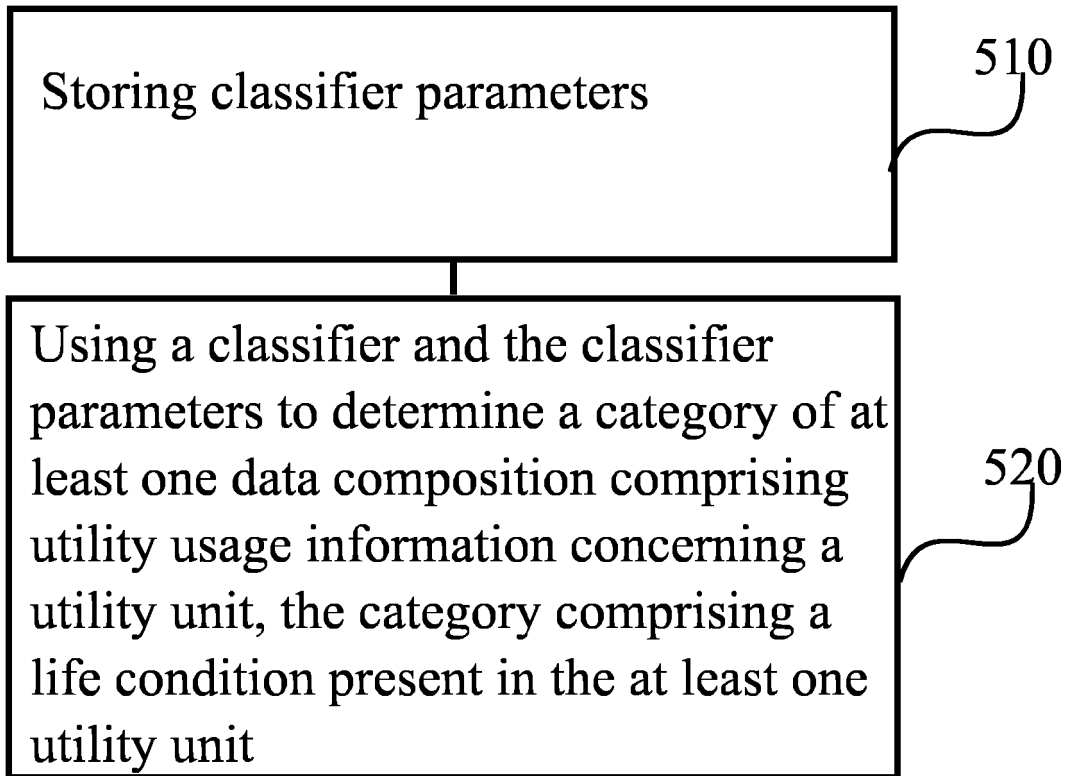 Storing classifier parameters
510
Using a classifier and the classifier
parameters to determine a category of at
least one data composition comprising
utility usage information concerning a
utility unit, the category comprising a
life condition present in the at least one
utility unit
520